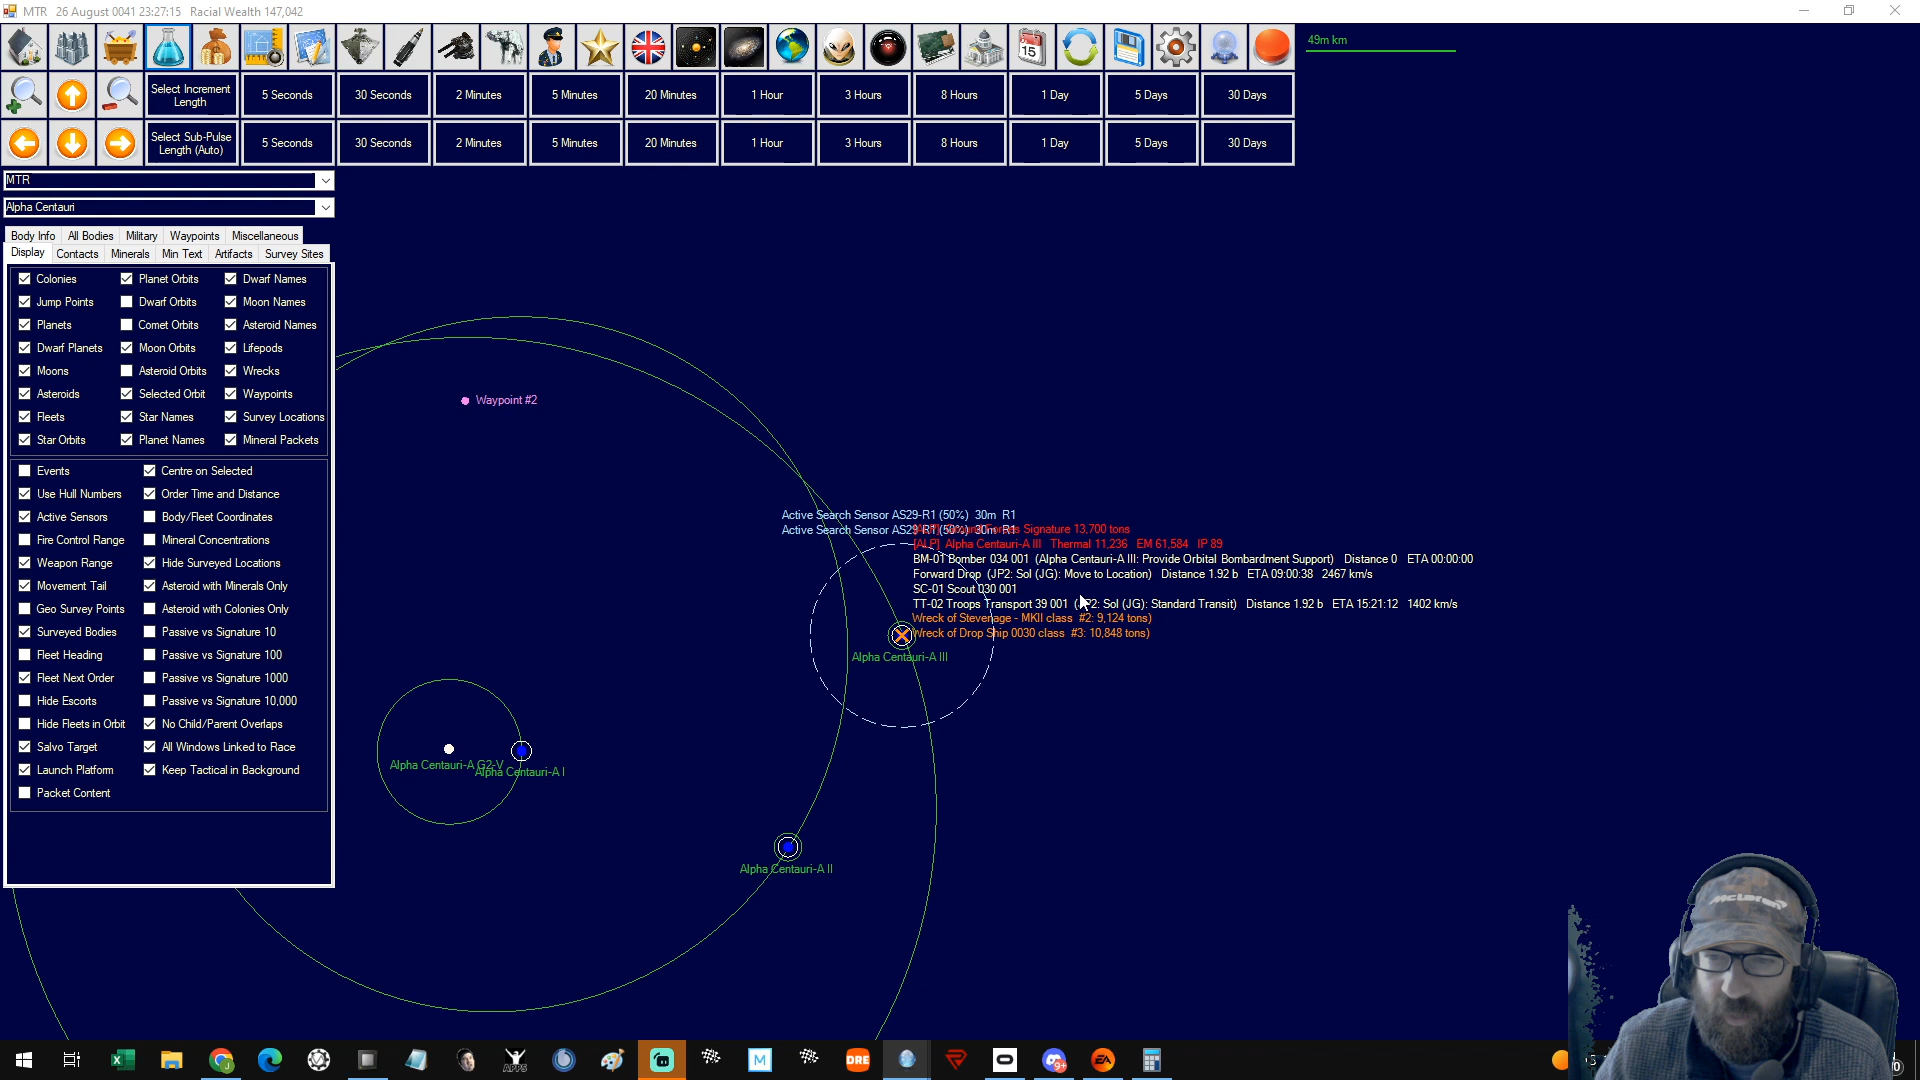 MTR   26 August 0041 23:27:15   Racial Wealth 147,042
49m km
Select Increment Length
5 Seconds
30 Seconds
2 Minutes
5 Minutes
20 Minutes
1 Hour
3 Hours
8 Hours
1 Day
5 Days
30 Days
Select Sub-Pulse Length (Auto)
5 Seconds
30 Seconds
2 Minutes
5 Minutes
20 Minutes
1 Hour
3 Hours
8 Hours
1 Day
5 Days
30 Days
MTR
Alpha Centauri
Body Info   All Bodies   Military   Waypoints   Miscellaneous
Display   Contacts   Minerals   Min Text   Artifacts   Survey Sites
Colonies   Planet Orbits   Dwarf Names
Jump Points   Dwarf Orbits   Moon Names
Planets   Comet Orbits   Asteroid Names
Dwarf Planets   Moon Orbits   Lifepods
Moons   Asteroid Orbits   Wrecks
Asteroids   Selected Orbit   Waypoints
Fleets   Star Names   Survey Locations
Star Orbits   Planet Names   Mineral Packets
Events   Centre on Selected
Use Hull Numbers   Order Time and Distance
Active Sensors   Body/Fleet Coordinates
Fire Control Range   Mineral Concentrations
Weapon Range   Hide Surveyed Locations
Movement Tail   Asteroid with Minerals Only
Geo Survey Points   Asteroid with Colonies Only
Surveyed Bodies   Passive vs Signature 10
Fleet Heading   Passive vs Signature 100
Fleet Next Order   Passive vs Signature 1000
Hide Escorts   Passive vs Signature 10,000
Hide Fleets in Orbit   No Child/Parent Overlaps
Salvo Target   All Windows Linked to Race
Launch Platform   Keep Tactical in Background
Packet Content
Waypoint #2
Active Search Sensor AS29-R1 (50%)  30m  R1
Active Search Sensor AS29-R1 (50%)  30m  R1
Signature 13,700 tons
[ALP]  Alpha Centauri-A III   Thermal 11,236   EM 61,584   IP 89
BM-01 Bomber 034 001  (Alpha Centauri-A III: Provide Orbital Bombardment Support)   Distance 0   ETA 00:00:00
Forward Drop  (JP2: Sol (JG): Move to Location)   Distance 1.92 b   ETA 09:00:38   2467 km/s
SC-01 Scout 030 001
TT-02 Troops Transport 39 001  (JP2: Sol (JG): Standard Transit)   Distance 1.92 b   ETA 15:21:12   1402 km/s
Wreck of Stevenage - MKII class  #2: 9,124 tons)
Wreck of Drop Ship 0030 class  #3: 10,848 tons)
Alpha Centauri-A III
Alpha Centauri-A G2-V
Alpha Centauri-A I
Alpha Centauri-A II
McLaren
APPS
M
DRE
EA